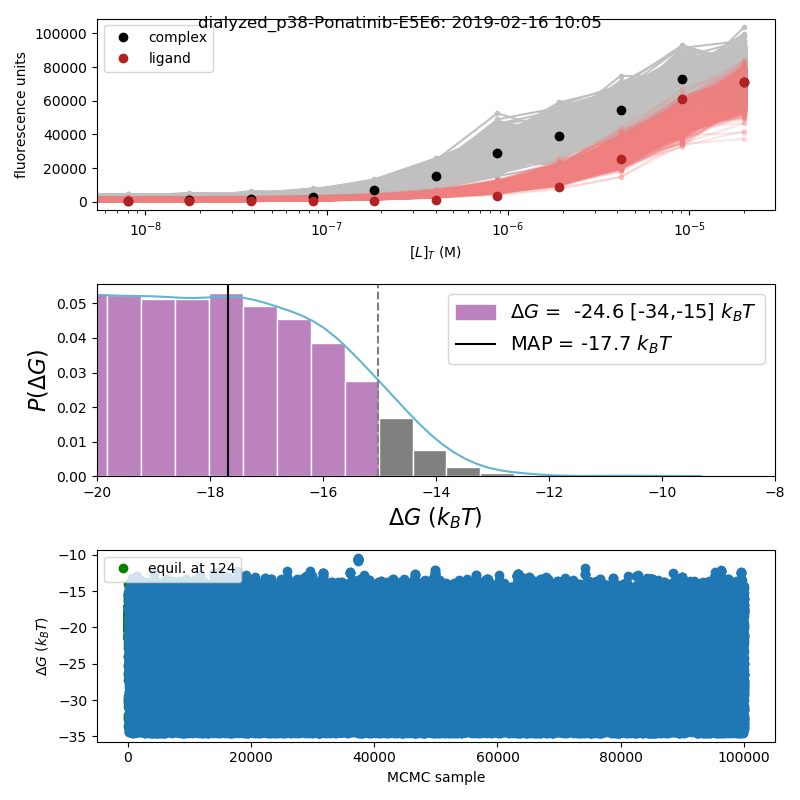 dialyzed_p38-Ponatinib-E5E6: 2019-02-16 10:05
complex
ligand
fluorescence units
100000
80000
60000
40000
20000
0
10⁻⁸
10⁻⁷
10⁻⁶
10⁻⁵
[L]_T (M)
ΔG = -24.6 [-34,-15] k_BT
MAP = -17.7 k_BT
P(ΔG)
0.05
0.04
0.03
0.02
0.01
0.00
−20
−18
−16
−14
−12
−10
−8
ΔG (k_BT)
equil. at 124
ΔG (k_BT)
−10
−15
−20
−25
−30
−35
0
20000
40000
60000
80000
100000
MCMC sample